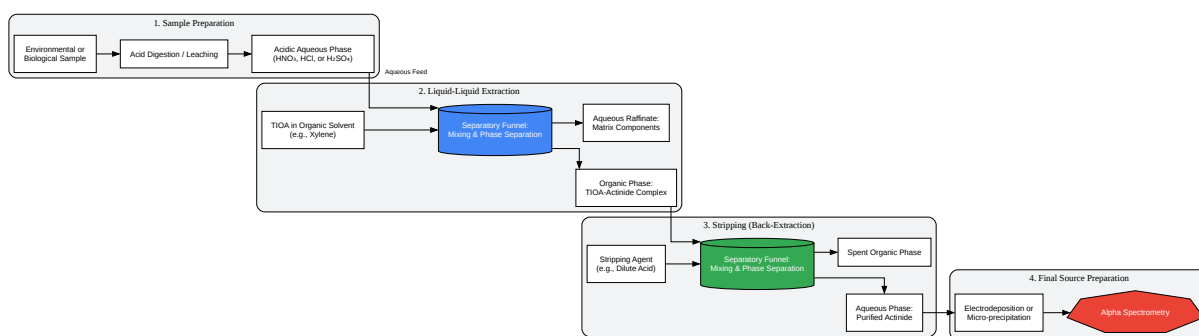 1. Sample Preparation
Environmental or
Biological Sample
Acid Digestion / Leaching
Acidic Aqueous Phase
(HNO₃, HCl, or H₂SO₄)
Aqueous Feed
2. Liquid-Liquid Extraction
TIOA in Organic Solvent
(e.g., Xylene)
Separatory Funnel:
Mixing & Phase Separation
Aqueous Raffinate:
Matrix Components
Organic Phase:
TIOA-Actinide Complex
3. Stripping (Back-Extraction)
Stripping Agent
(e.g., Dilute Acid)
Separatory Funnel:
Mixing & Phase Separation
Spent Organic Phase
Aqueous Phase:
Purified Actinide
4. Final Source Preparation
Electrodeposition or
Micro-precipitation
Alpha Spectrometry